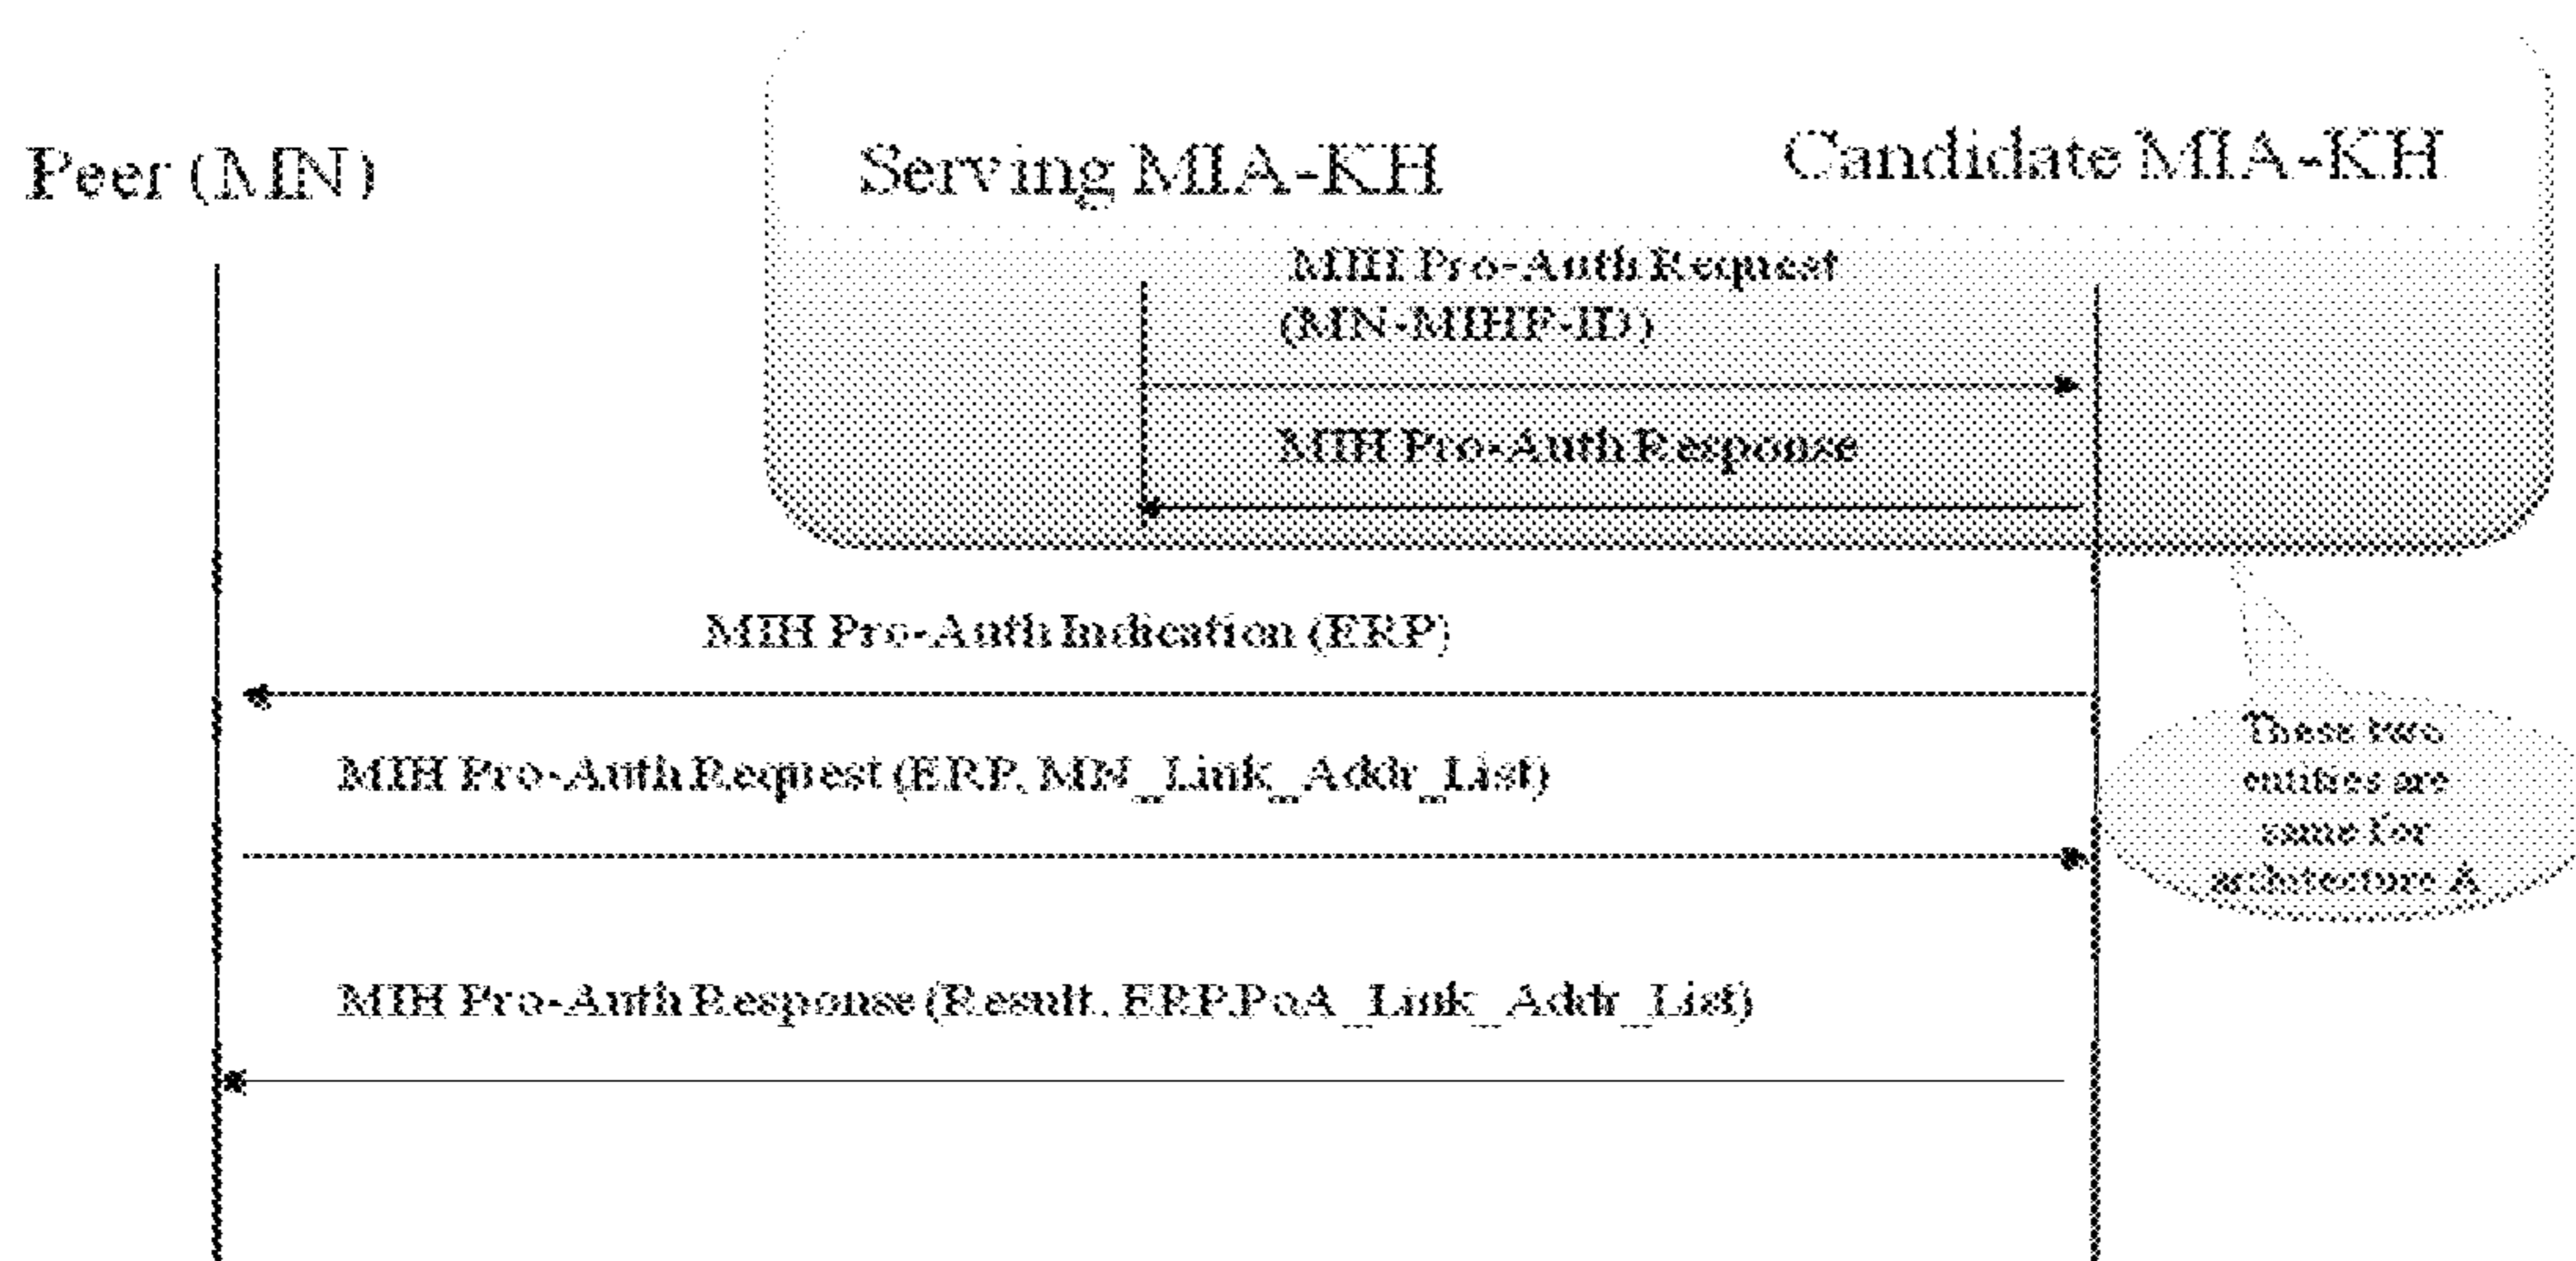 Peer (MN)
Serving MIA-KH
Candidate MIA-KH
MIH Pro-Auth Request
(MN-MIHF-ID)
MIH Pro-Auth Response
MIH Pro-Auth Indication (ERP)
MIH Pro-Auth Request (ERP, MN_Link_Addr_List)
MIH Pro-Auth Response (Result, ERP,PoA_Link_Addr_List)
These two
entities are
same for
architecture A